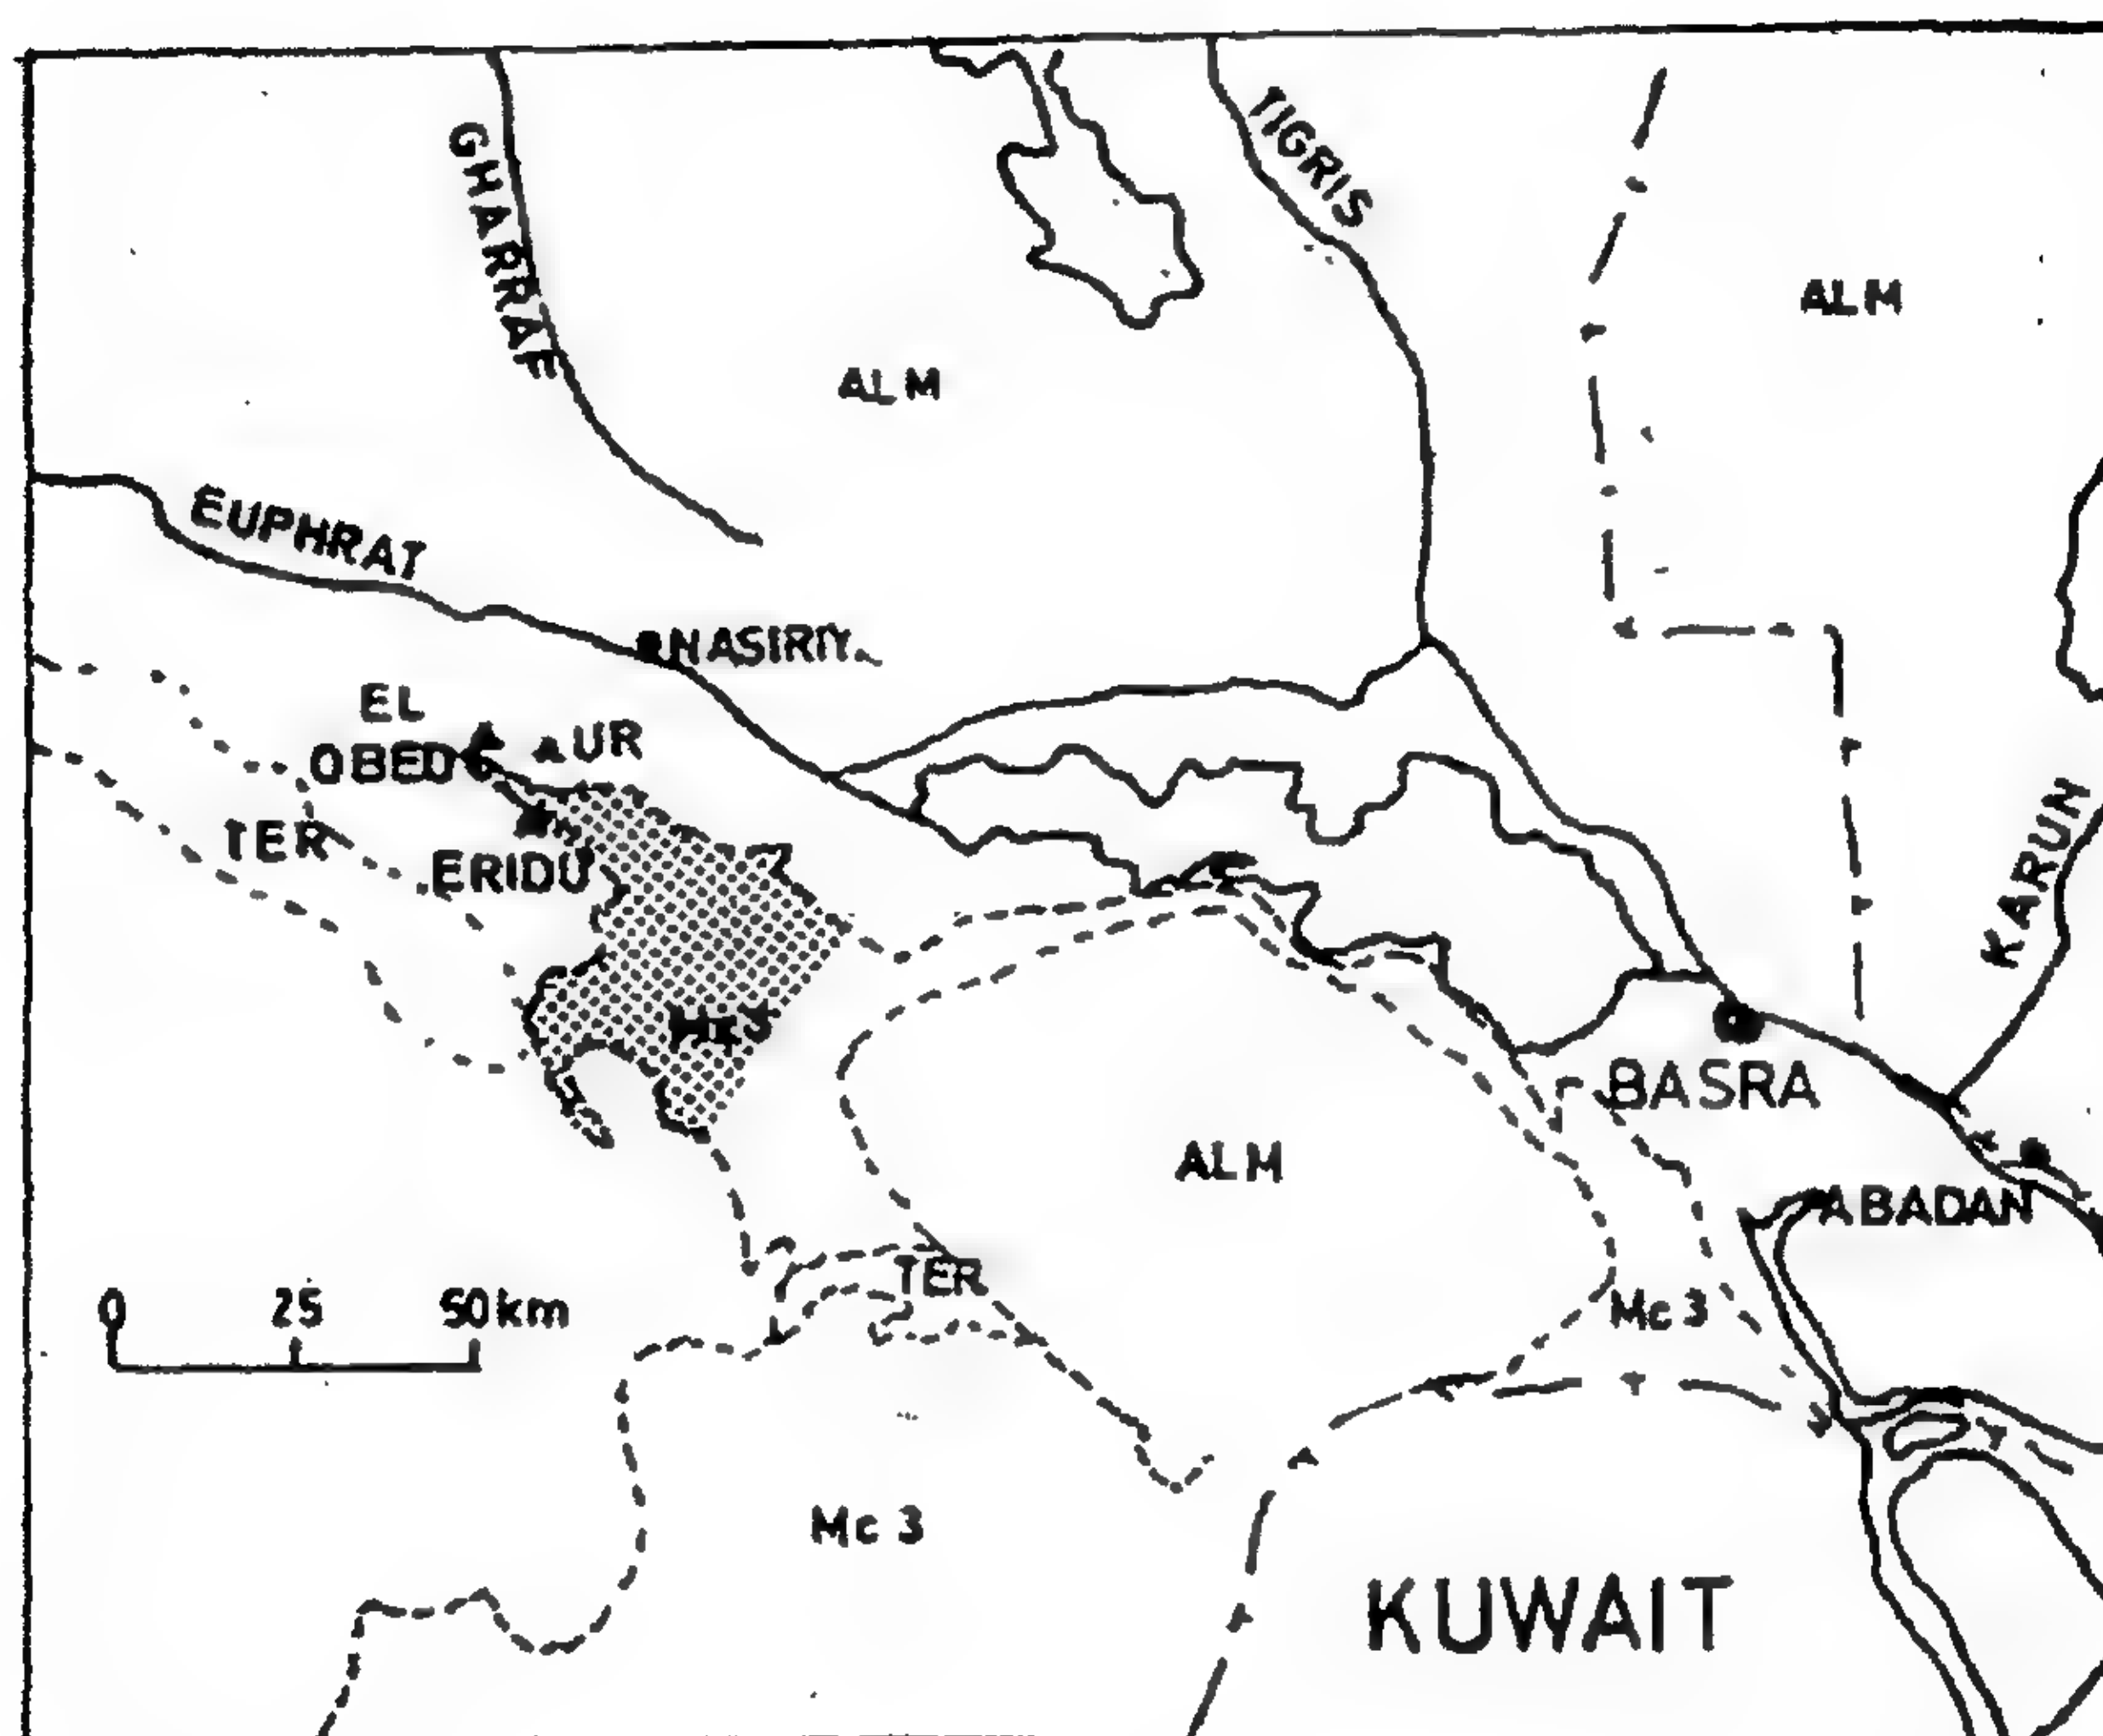 GHARRAF
TIGRIS
ALM
ALM
EUPHRAT
NASIRIY
EL
OBED
UR
TER
ERIDU
KARUN
BASRA
ALM
ABADAN
TER
0 25 50km
Mc 3
Mc 3
KUWAIT